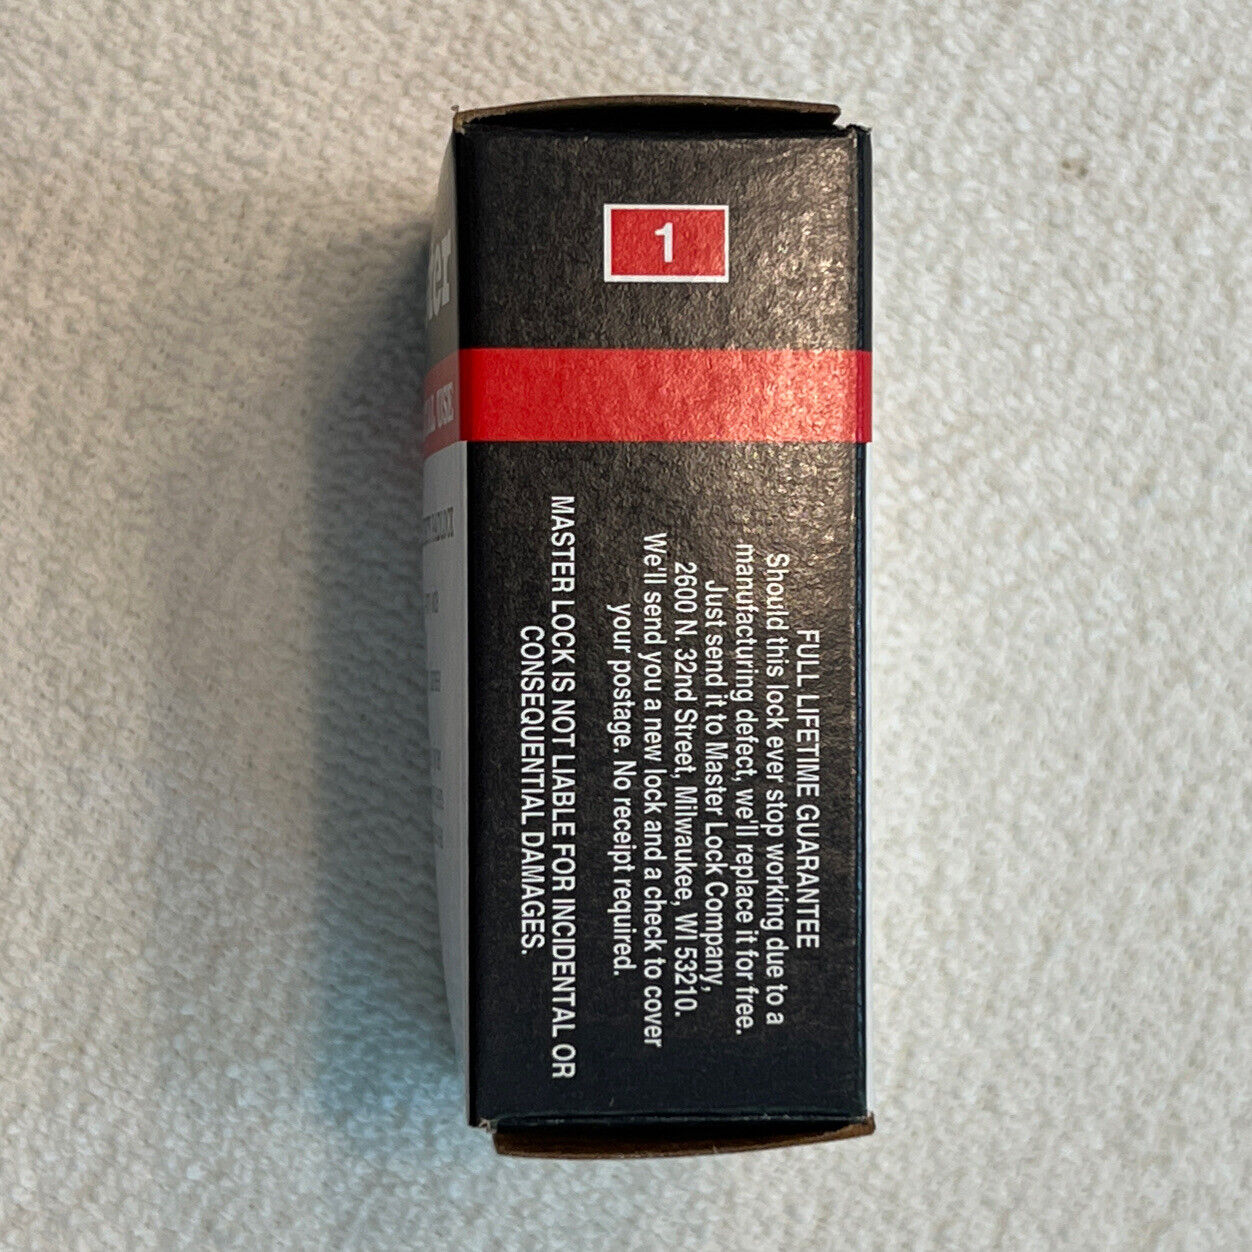 1
FULL LIFETIME GUARANTEE
Should this lock ever stop working due to a
manufacturing defect, we'll replace it for free.
Just send it to Master Lock Company,
2600 N. 32nd Street, Milwaukee, WI 53210.
We'll send you a new lock and a check to cover
your postage. No receipt required.
MASTER LOCK IS NOT LIABLE FOR INCIDENTAL OR
CONSEQUENTIAL DAMAGES.
USE